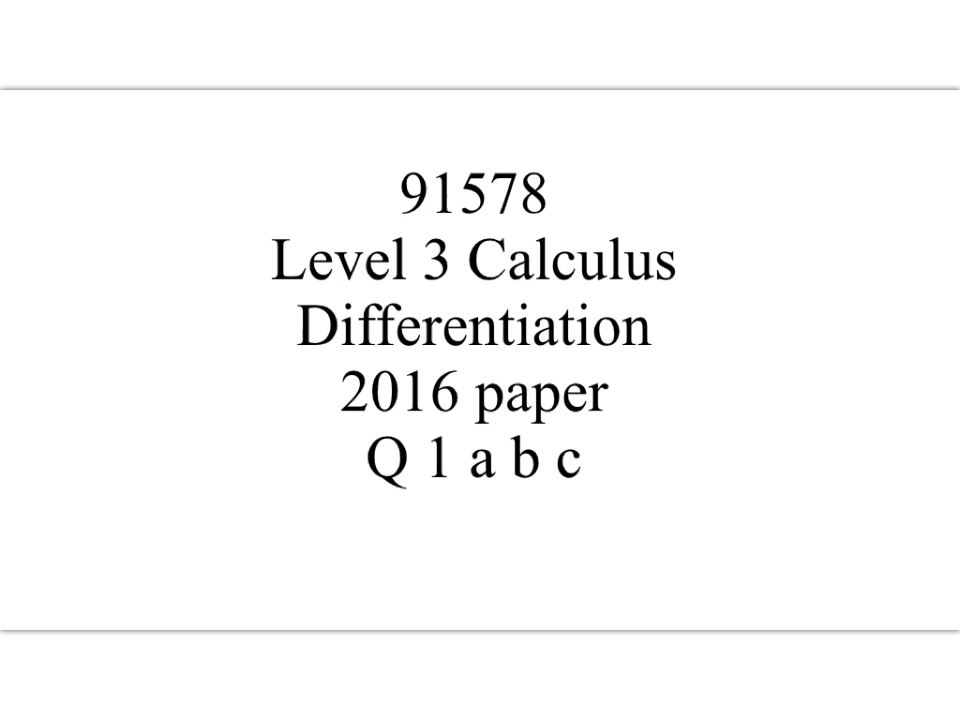 91578
Level 3 Calculus
Differentiation
2016 paper
Q 1 a b c